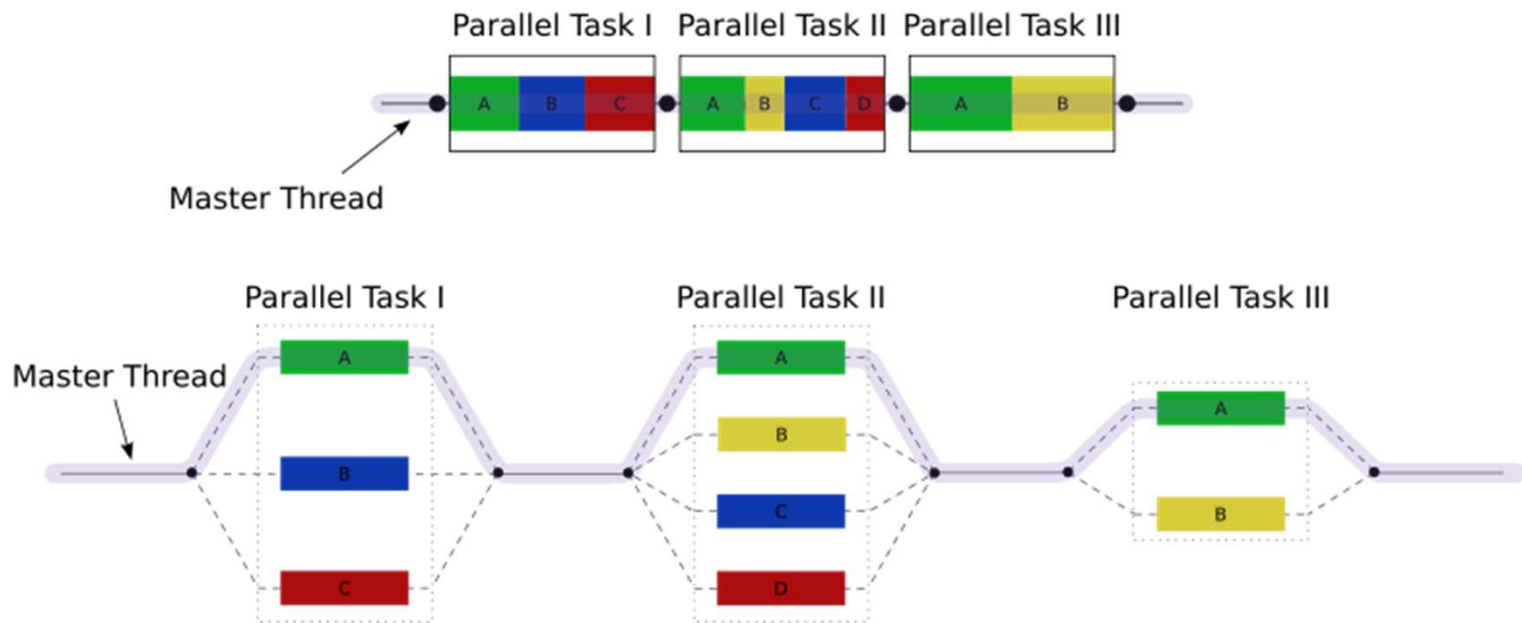 Parallel Task I Parallel Task II Parallel Task III
A B C A B C D A B
Master Thread
Parallel Task I Parallel Task II Parallel Task III
Master Thread
A A A
B B
B C B
C D